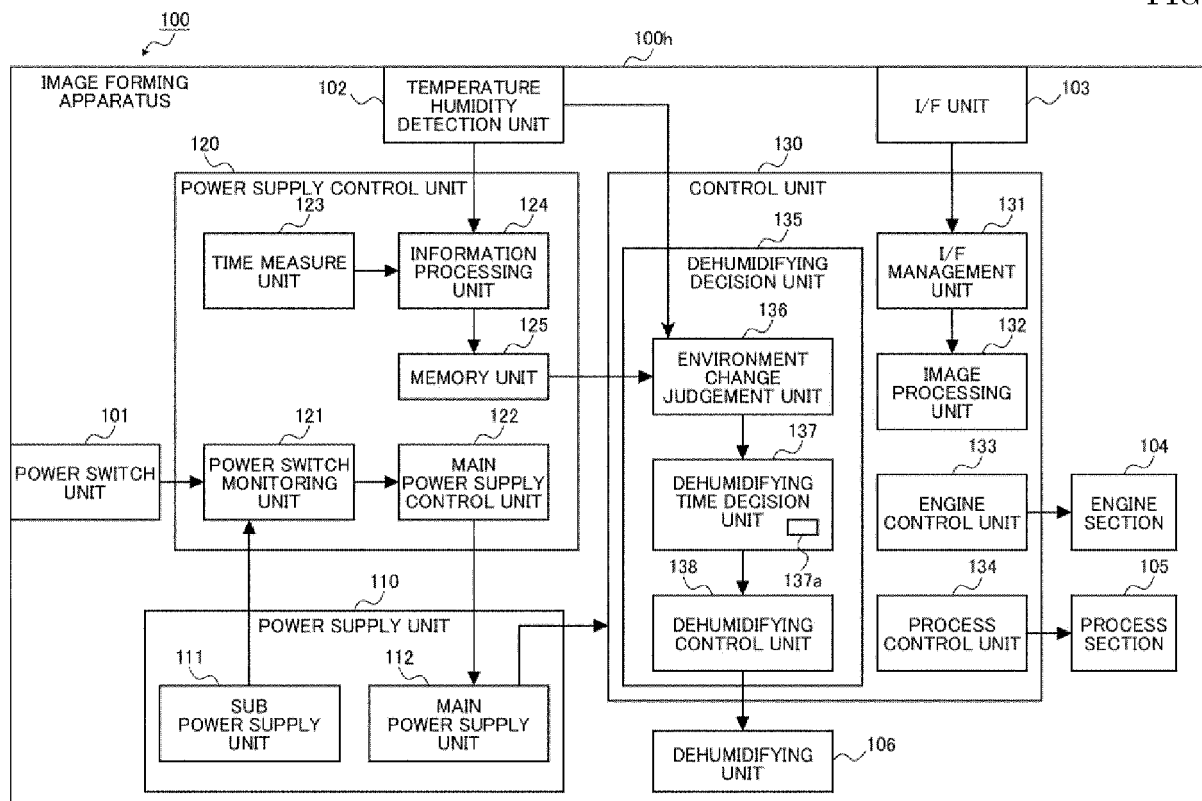 FIG
100
100h
IMAGE FORMING
APPARATUS
102
TEMPERATURE
HUMIDITY
DETECTION UNIT
I/F UNIT
103
120
POWER SUPPLY CONTROL UNIT
123
TIME MEASURE
UNIT
124
INFORMATION
PROCESSING
UNIT
125
MEMORY UNIT
101
POWER SWITCH
UNIT
121
POWER SWITCH
MONITORING
UNIT
122
MAIN
POWER SUPPLY
CONTROL UNIT
130
CONTROL UNIT
135
DEHUMIDIFYING
DECISION UNIT
136
ENVIRONMENT
CHANGE
JUDGEMENT UNIT
137
DEHUMIDIFYING
TIME DECISION
UNIT
137a
138
DEHUMIDIFYING
CONTROL UNIT
131
I/F
MANAGEMENT
UNIT
132
IMAGE
PROCESSING
UNIT
133
ENGINE
CONTROL UNIT
104
ENGINE
SECTION
134
PROCESS
CONTROL UNIT
105
PROCESS
SECTION
110
POWER SUPPLY UNIT
111
SUB
POWER SUPPLY
UNIT
112
MAIN
POWER SUPPLY
UNIT
DEHUMIDIFYING
UNIT
106